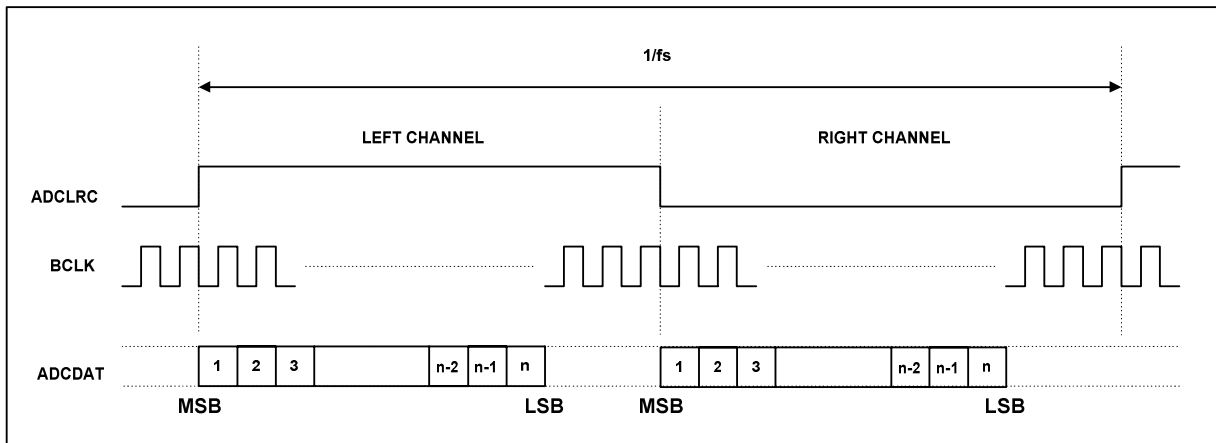 1/fs
LEFT CHANNEL RIGHT CHANNEL
ADCLRC
BCLK
ADCDAT 1 2 3 n-2 n-1 n 1 2 3 n-2 n-1 n
MSB LSB MSB LSB